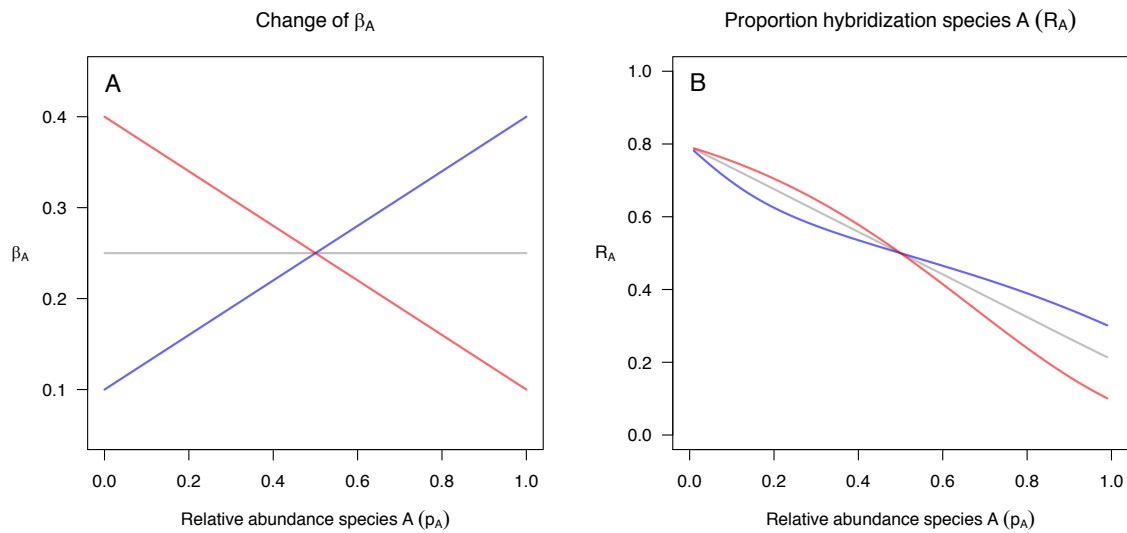 Change of βA
A
0.4
0.3
βA
0.2
0.1
0.0 0.2 0.4 0.6 0.8 1.0
Relative abundance species A (pA)
Proportion hybridization species A (RA)
B
1.0
0.8
0.6
RA
0.4
0.2
0.0
0.0 0.2 0.4 0.6 0.8 1.0
Relative abundance species A (pA)